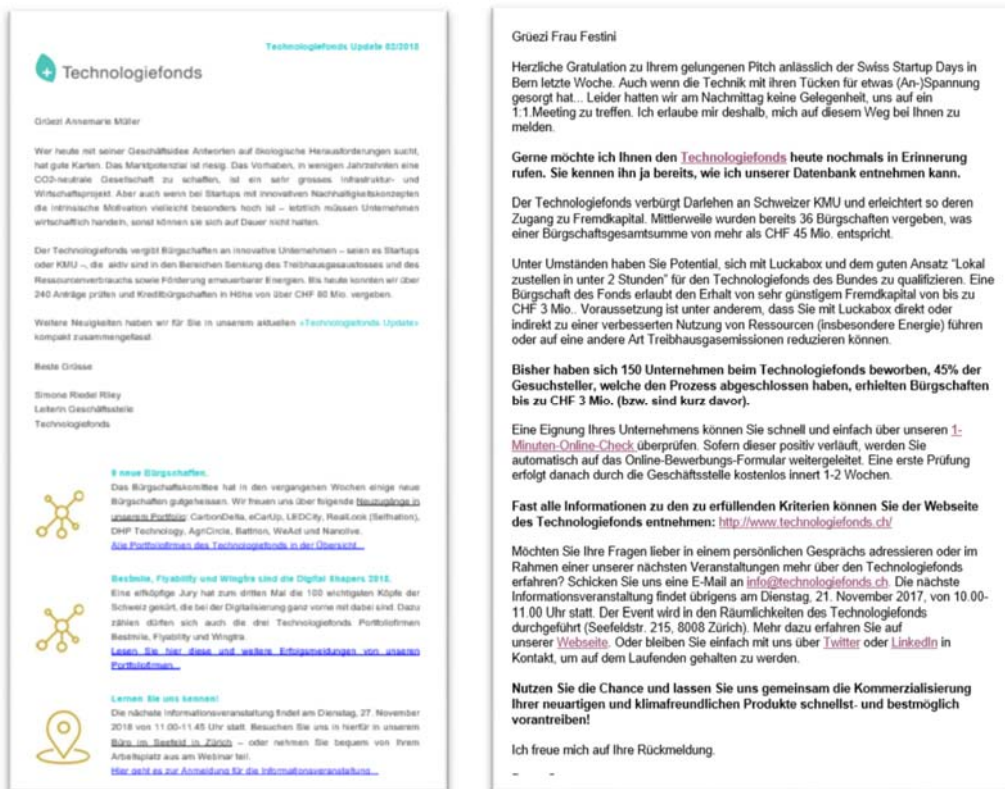 Technologiefonds Update 02/2018
Technologiefonds
Grüezi Annemarie Müller
Wer heute mit seiner Geschäftsidee Antworten auf ökologische Herausforderungen sucht,
hat gute Karten. Das Marktpotenzial ist riesig. Das Vorhaben, in wenigen Jahrzehnten eine
CO2-neutrale Gesellschaft zu schaffen, ist ein sehr grosses Infrastruktur- und
Wirtschaftsprojekt. Aber auch wenn bei Startups mit innovativen Nachhaltigkeitskonzepten
die intrinsische Motivation vielleicht besonders hoch ist – letztlich müssen Unternehmen
wirtschaftlich handeln, sonst können sie sich auf Dauer nicht halten.
Der Technologiefonds vergibt Bürgschaften an innovative Unternehmen – seien es Startups
oder KMU –, die aktiv sind in den Bereichen Senkung des Treibhausgasausstosses und des
Ressourcenverbrauchs sowie Förderung erneuerbarer Energien. Bis heute konnten wir über
240 Anträge prüfen und Kreditbürgschaften in Höhe von über CHF 80 Mio. vergeben.
Weitere Neuigkeiten haben wir für Sie in unserem aktuellen «Technologiefonds Update»
kompakt zusammengefasst.
Beste Grüsse
Simone Riedel Riley
Leiterin Geschäftsstelle
Technologiefonds
9 neue Bürgschaften.
Das Bürgschaftskomitee hat in den vergangenen Wochen einige neue
Bürgschaften gutgeheissen. Wir freuen uns über folgende Neuzugänge in
unserem Portfolio: CarbonDelta, eCarUp, LEDCity, RealLook (Selfnation),
DHP Technology, AgriCircle, Battrion, WeAct und Nanolive.
Alle Portfoliofirmen des Technologiefonds in der Übersicht...
Bestmile, Flyability und Wingtra sind die Digital Shapers 2018.
Eine elfköpfige Jury hat zum dritten Mal die 100 wichtigsten Köpfe der
Schweiz gekürt, die bei der Digitalisierung ganz vorne mit dabei sind. Dazu
zählen dürfen sich auch die drei Technologiefonds Portfoliofirmen
Bestmile, Flyability und Wingtra.
Lesen Sie hier diese und weitere Erfolgsmeldungen von unseren
Portfoliofirmen...
Lernen Sie uns kennen!
Die nächste Informationsveranstaltung findet am Dienstag, 27. November
2018 von 11.00-11.45 Uhr statt. Besuchen Sie uns in hierfür in unserem
Büro im Seefeld in Zürich – oder nehmen Sie bequem von Ihrem
Arbeitsplatz aus am Webinar teil.
Hier geht es zur Anmeldung für die Informationsveranstaltung...
Grüezi Frau Festini
Herzliche Gratulation zu Ihrem gelungenen Pitch anlässlich der Swiss Startup Days in
Bern letzte Woche. Auch wenn die Technik mit ihren Tücken für etwas (An-)Spannung
gesorgt hat... Leider hatten wir am Nachmittag keine Gelegenheit, uns auf ein
1:1.Meeting zu treffen. Ich erlaube mir deshalb, mich auf diesem Weg bei Ihnen zu
melden.
Gerne möchte ich Ihnen den Technologiefonds heute nochmals in Erinnerung
rufen. Sie kennen ihn ja bereits, wie ich unserer Datenbank entnehmen kann.
Der Technologiefonds verbürgt Darlehen an Schweizer KMU und erleichtert so deren
Zugang zu Fremdkapital. Mittlerweile wurden bereits 36 Bürgschaften vergeben, was
einer Bürgschaftsgesamtsumme von mehr als CHF 45 Mio. entspricht.
Unter Umständen haben Sie Potential, sich mit Luckabox und dem guten Ansatz "Lokal
zustellen in unter 2 Stunden" für den Technologiefonds des Bundes zu qualifizieren. Eine
Bürgschaft des Fonds erlaubt den Erhalt von sehr günstigem Fremdkapital von bis zu
CHF 3 Mio.. Voraussetzung ist unter anderem, dass Sie mit Luckabox direkt oder
indirekt zu einer verbesserten Nutzung von Ressourcen (insbesondere Energie) führen
oder auf eine andere Art Treibhausgasemissionen reduzieren können.
Bisher haben sich 150 Unternehmen beim Technologiefonds beworben, 45% der
Gesuchsteller, welche den Prozess abgeschlossen haben, erhielten Bürgschaften
bis zu CHF 3 Mio. (bzw. sind kurz davor).
Eine Eignung Ihres Unternehmens können Sie schnell und einfach über unseren 1-
Minuten-Online-Check überprüfen. Sofern dieser positiv verläuft, werden Sie
automatisch auf das Online-Bewerbungs-Formular weitergeleitet. Eine erste Prüfung
erfolgt danach durch die Geschäftsstelle kostenlos innert 1-2 Wochen.
Fast alle Informationen zu den zu erfüllenden Kriterien können Sie der Webseite
des Technologiefonds entnehmen: http://www.technologiefonds.ch/
Möchten Sie Ihre Fragen lieber in einem persönlichen Gesprächs adressieren oder im
Rahmen einer unserer nächsten Veranstaltungen mehr über den Technologiefonds
erfahren? Schicken Sie uns eine E-Mail an info@technologiefonds.ch. Die nächste
Informationsveranstaltung findet übrigens am Dienstag, 21. November 2017, von 10.00-
11.00 Uhr statt. Der Event wird in den Räumlichkeiten des Technologiefonds
durchgeführt (Seefeldstr. 215, 8008 Zürich). Mehr dazu erfahren Sie auf
unserer Webseite. Oder bleiben Sie einfach mit uns über Twitter oder LinkedIn in
Kontakt, um auf dem Laufenden gehalten zu werden.
Nutzen Sie die Chance und lassen Sie uns gemeinsam die Kommerzialisierung
Ihrer neuartigen und klimafreundlichen Produkte schnellst- und bestmöglich
vorantreiben!
Ich freue mich auf Ihre Rückmeldung.